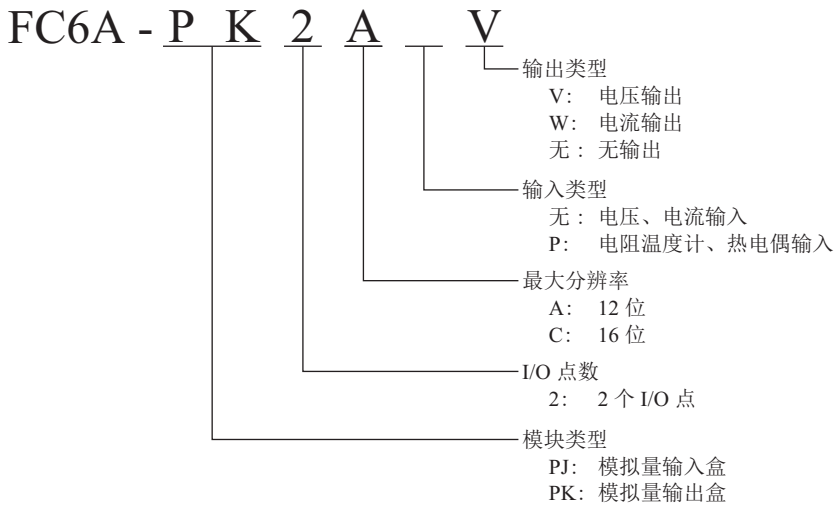 FC6A - P K 2 A V
输出类型
V： 电压输出
W： 电流输出
无： 无输出
输入类型
无： 电压、电流输入
P： 电阻温度计、热电偶输入
最大分辨率
A： 12 位
C： 16 位
I/O 点数
2： 2 个 I/O 点
模块类型
PJ： 模拟量输入盒
PK： 模拟量输出盒